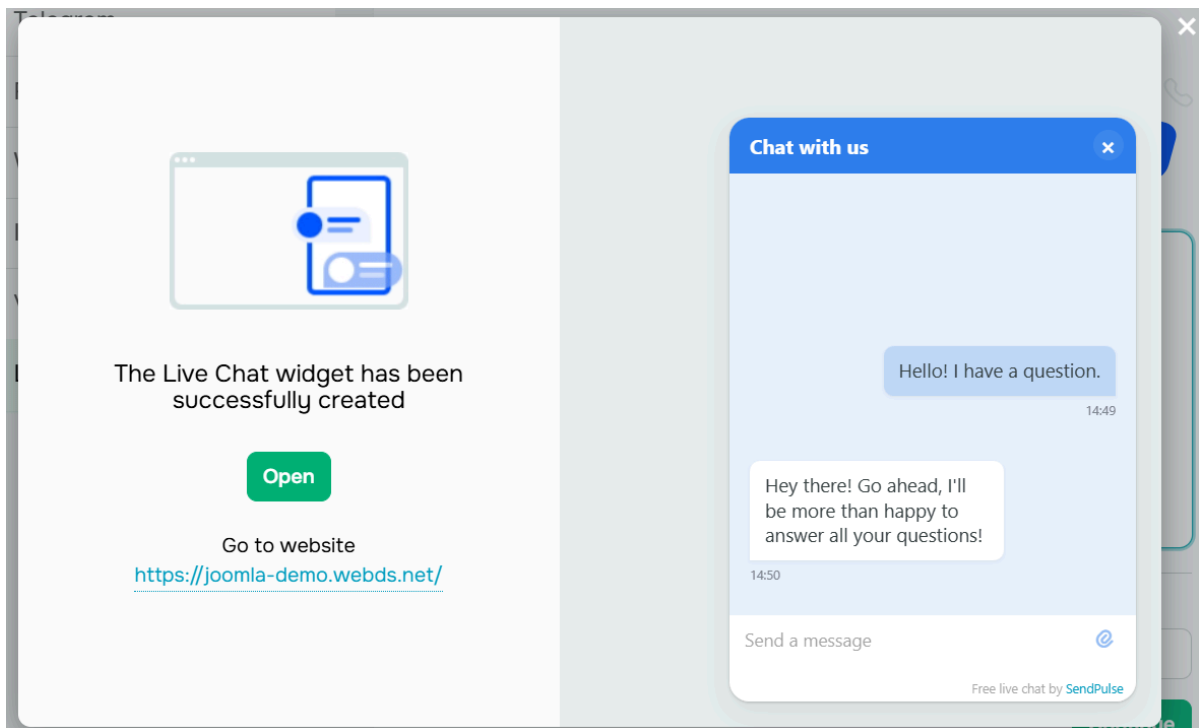 Telegram
The Live Chat widget has been
successfully created
Open
Go to website
https://joomla-demo.webds.net/
Chat with us
Hello! I have a question.
14:49
Hey there! Go ahead, I'll
be more than happy to
answer all your questions!
14:50
Send a message
Free live chat by SendPulse